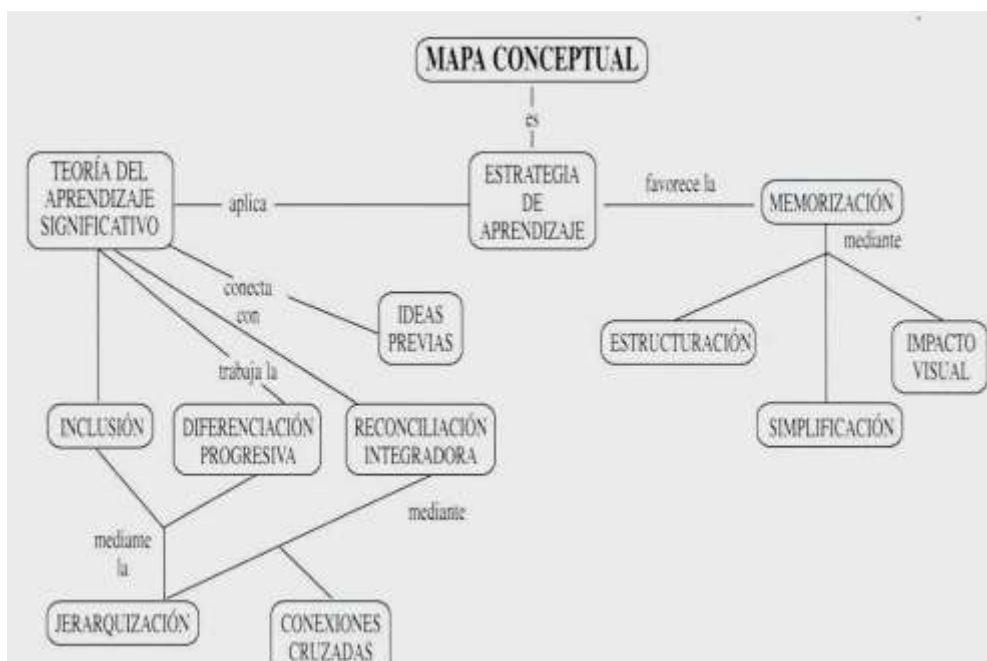 MAPA CONCEPTUAL
es
TEORÍA DEL
APRENDIZAJE
SIGNIFICATIVO
aplica
ESTRATEGIA
DE
APRENDIZAJE
favorece la
MEMORIZACIÓN
mediante
conecta
con
IDEAS
PREVIAS
ESTRUCTURACIÓN
IMPACTO
VISUAL
trabaja la
INCLUSIÓN
DIFERENCIACIÓN
PROGRESIVA
RECONCILIACIÓN
INTEGRADORA
SIMPLIFICACIÓN
mediante
la
mediante
JERARQUIZACIÓN
CONEXIONES
CRUZADAS